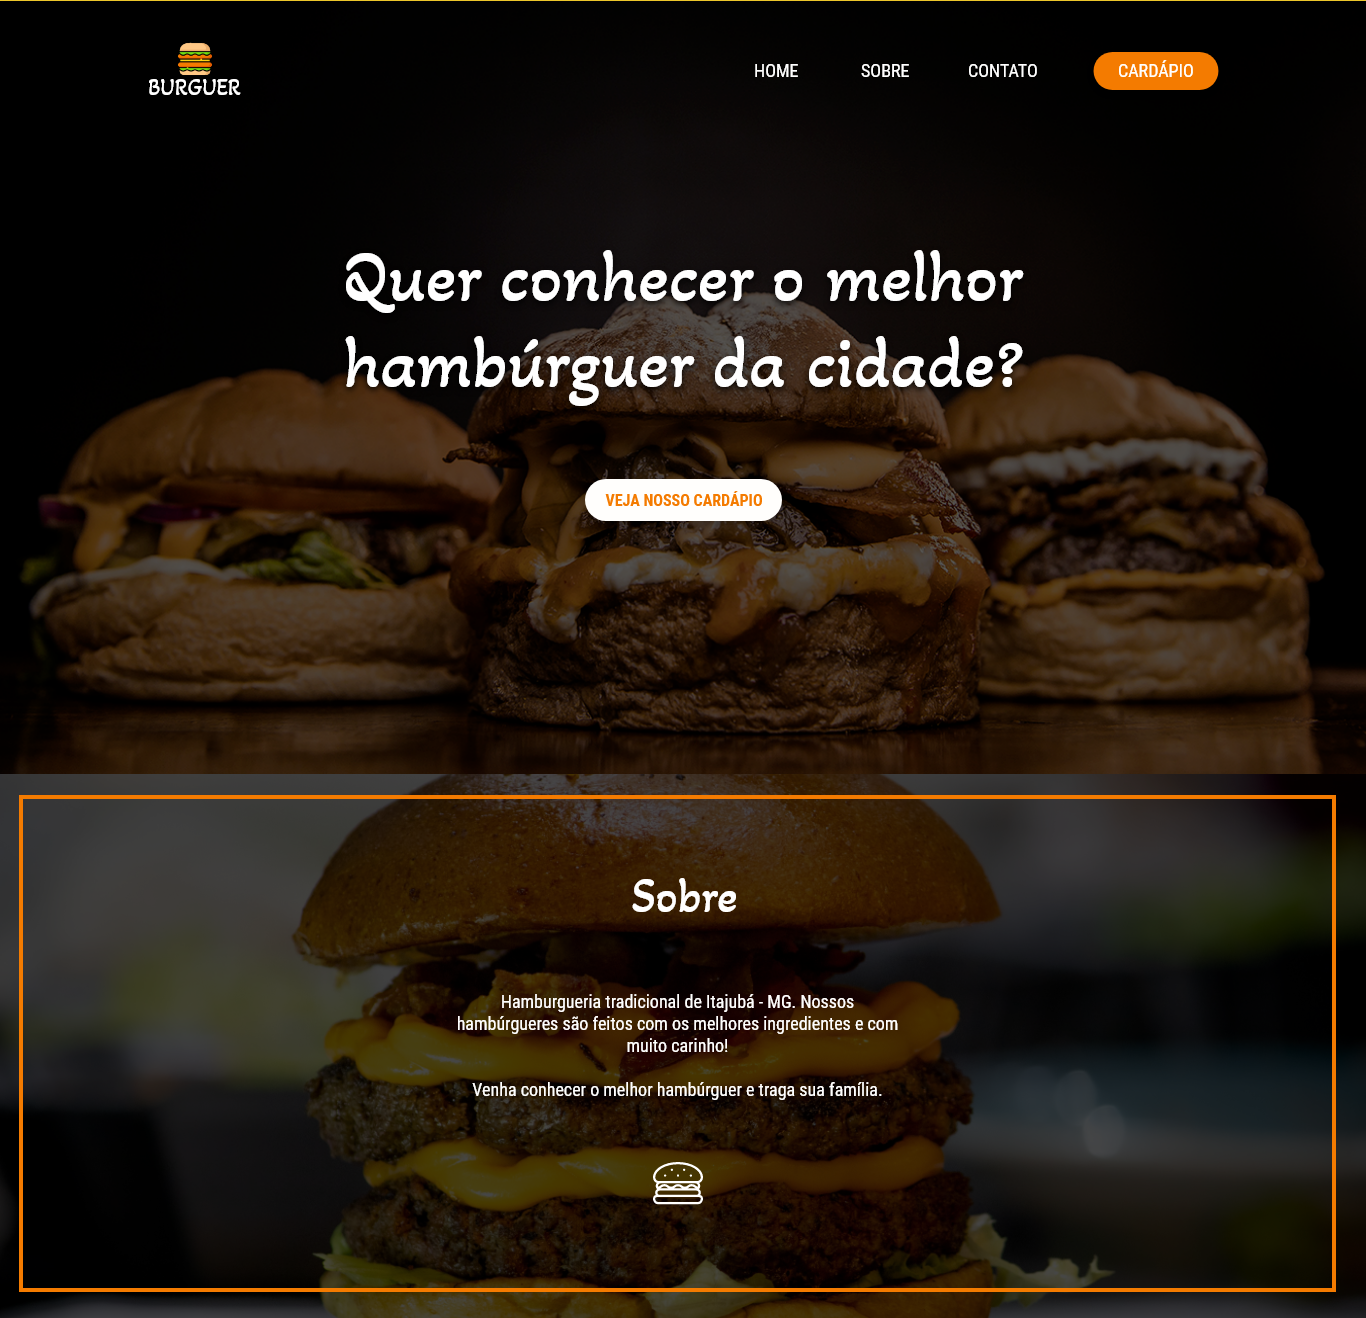 BURGUER
HOME
SOBRE
CONTATO
CARDÁPIO
Quer conhecer o melhor
hambúrguer da cidade?
VEJA NOSSO CARDÁPIO
Sobre
Hamburgueria tradicional de Itajubá - MG. Nossos
hambúrgueres são feitos com os melhores ingredientes e com
muito carinho!
Venha conhecer o melhor hambúrguer e traga sua família.